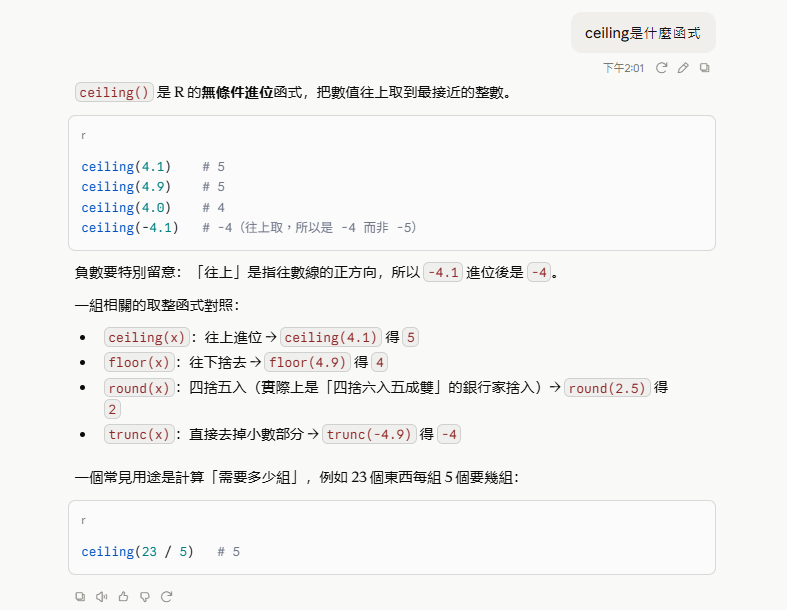 ceiling是什麼函式
下午2:01
ceiling() 是 R 的無條件進位函式，把數值往上取到最接近的整數。
r
ceiling(4.1)    # 5
ceiling(4.9)    # 5
ceiling(4.0)    # 4
ceiling(-4.1)   # -4（往上取，所以是 -4 而非 -5）
負數要特別留意：「往上」是指往數線的正方向，所以 -4.1 進位後是 -4。
一組相關的取整函式對照：
• ceiling(x)：往上進位→ceiling(4.1) 得 5
• floor(x)：往下捨去→floor(4.9) 得 4
• round(x)：四捨五入（實際上是「四捨六入五成雙」的銀行家捨入）→round(2.5) 得
2
• trunc(x)：直接去掉小數部分→trunc(-4.9) 得 -4
一個常見用途是計算「需要多少組」，例如 23 個東西每組 5 個要幾組：
r
ceiling(23 / 5)   # 5